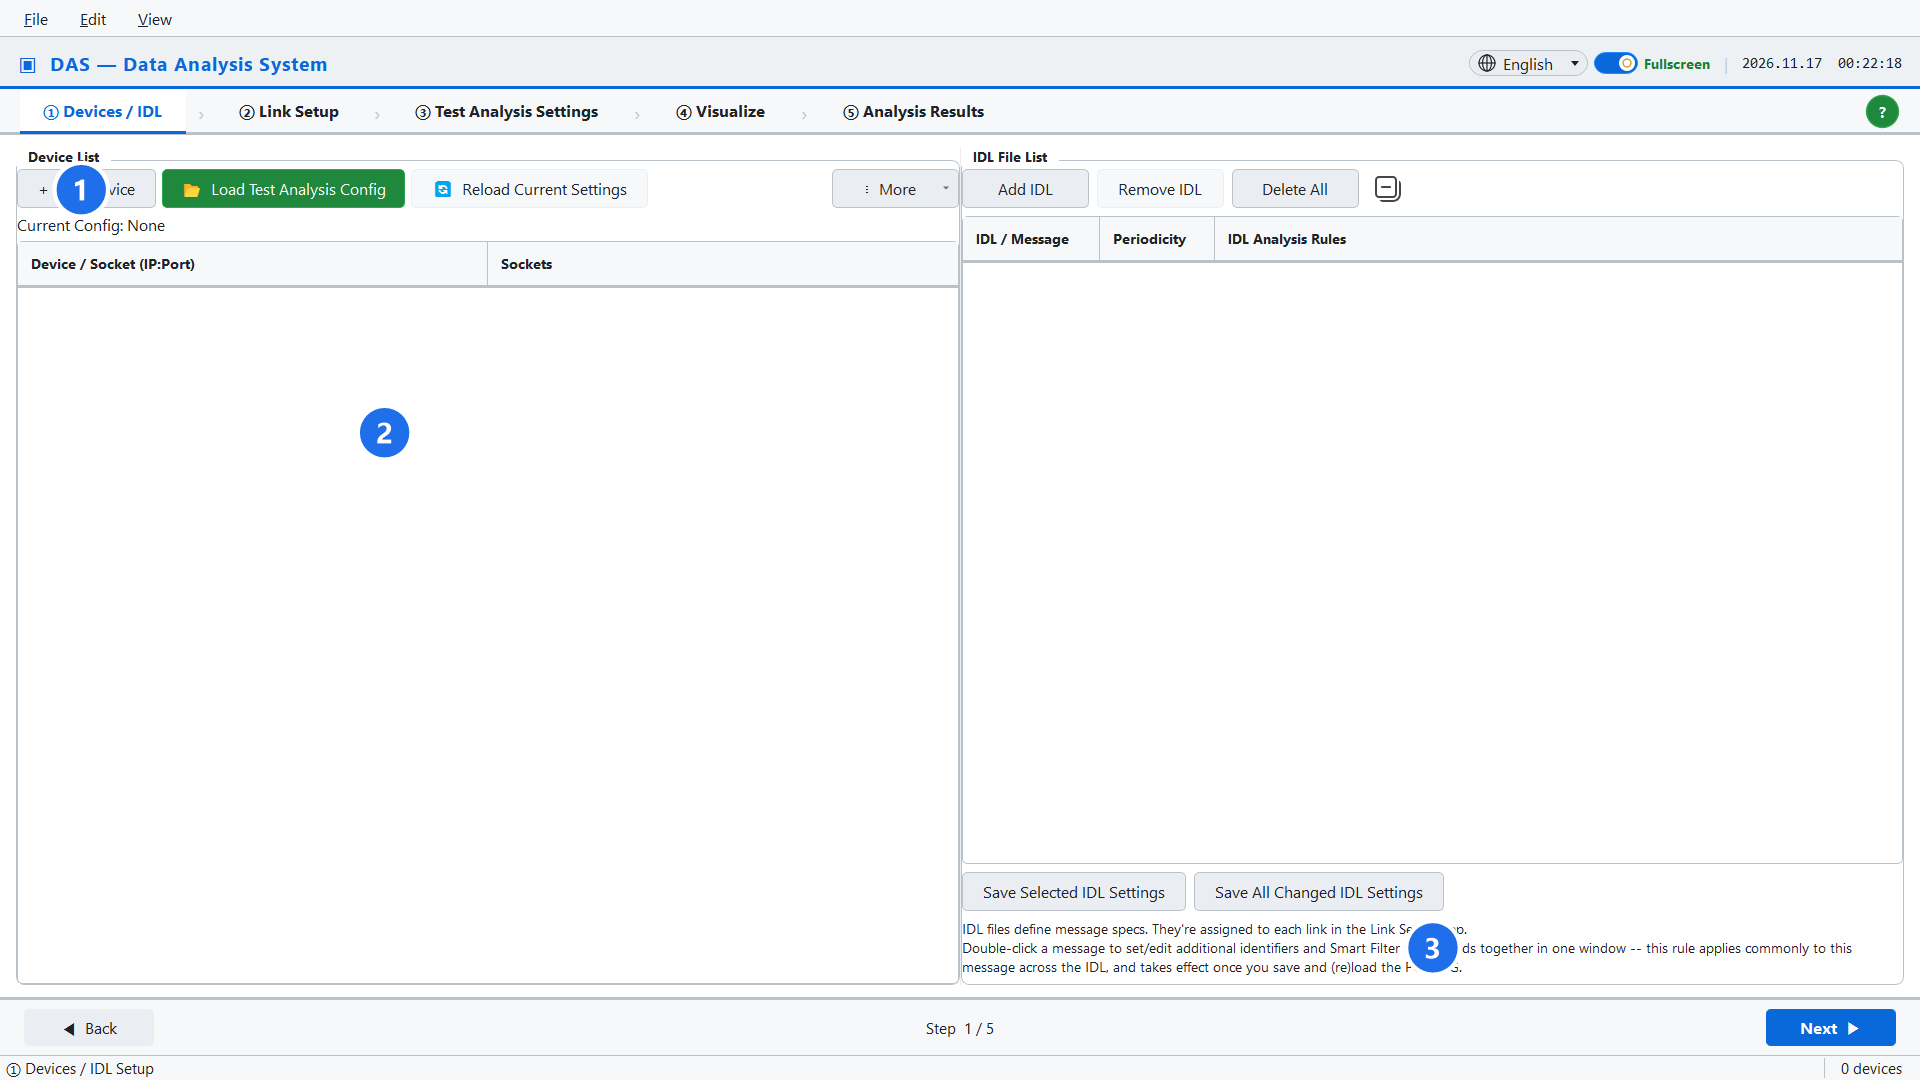 File Edit View
DAS — Data Analysis System
English Fullscreen | 2026.11.17 00:22:18
① Devices / IDL › ② Link Setup › ③ Test Analysis Settings › ④ Visualize › ⑤ Analysis Results ?
Device List
+ 1 vice Load Test Analysis Config Reload Current Settings ⋮ More
Current Config: None
Device / Socket (IP:Port) Sockets
2
IDL File List
Add IDL Remove IDL Delete All
IDL / Message Periodicity IDL Analysis Rules
Save Selected IDL Settings Save All Changed IDL Settings
IDL files define message specs. They're assigned to each link in the Link
Double-click a message to set/edit additional identifiers and Smart Filter 3 ds together in one window -- this rule applies commonly to this
message across the IDL, and takes effect once you save and (re)load the
◀ Back Step 1 / 5 Next ▶
① Devices / IDL Setup 0 devices